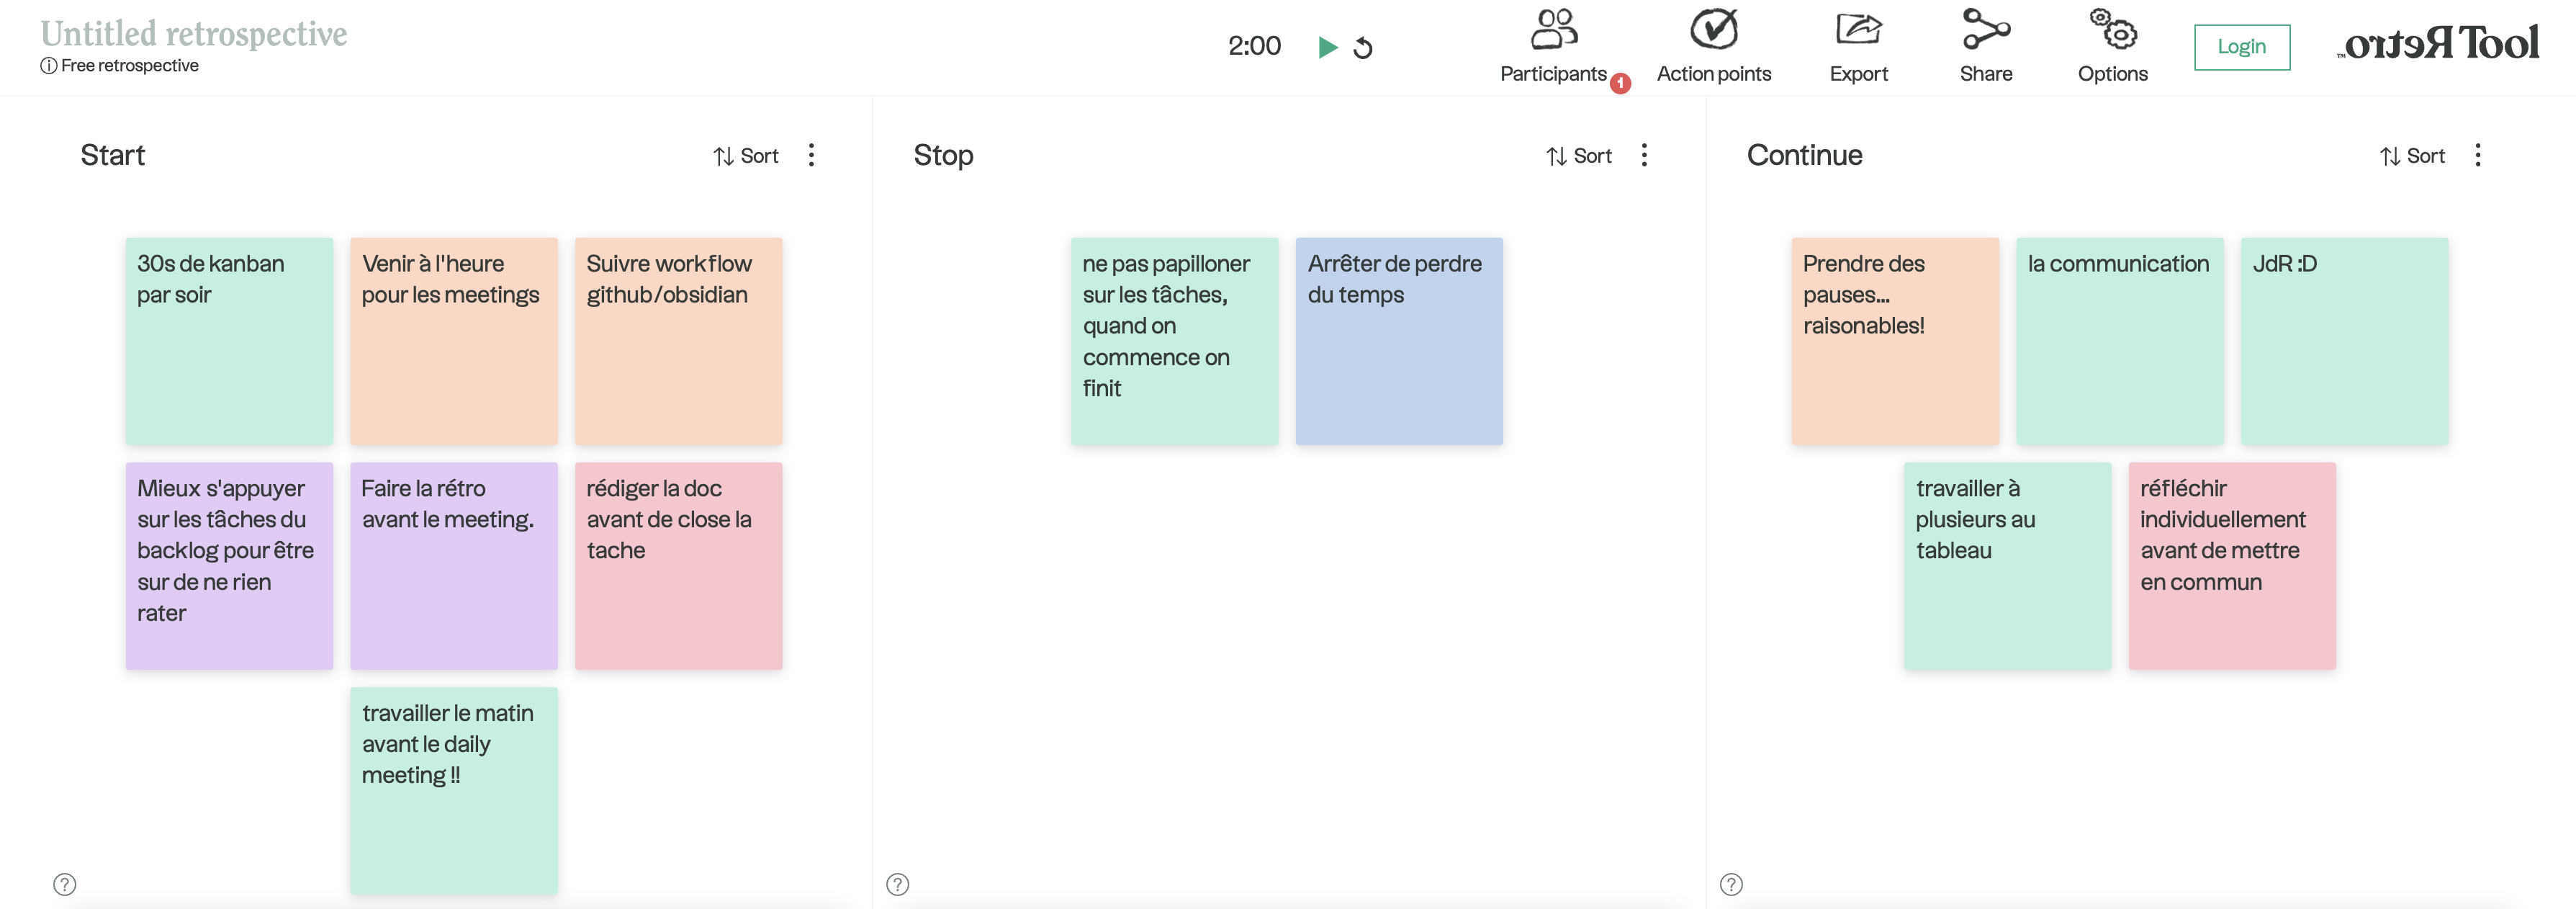 Untitled retrospective
Free retrospective
2:00
Participants
1
Action points
Export
Share
Options
Login
Retro Tool
™
Start
Sort
30s de kanban
par soir
Venir à l'heure
pour les meetings
Suivre workflow
github/obsidian
Mieux s'appuyer
sur les tâches du
backlog pour être
sur de ne rien
rater
Faire la rétro
avant le meeting.
rédiger la doc
avant de close la
tache
travailler le matin
avant le daily
meeting !!
?
Stop
Sort
ne pas papilloner
sur les tâches,
quand on
commence on
finit
Arrêter de perdre
du temps
?
Continue
Sort
Prendre des
pauses...
raisonables!
la communication
JdR :D
travailler à
plusieurs au
tableau
réfléchir
individuellement
avant de mettre
en commun
?